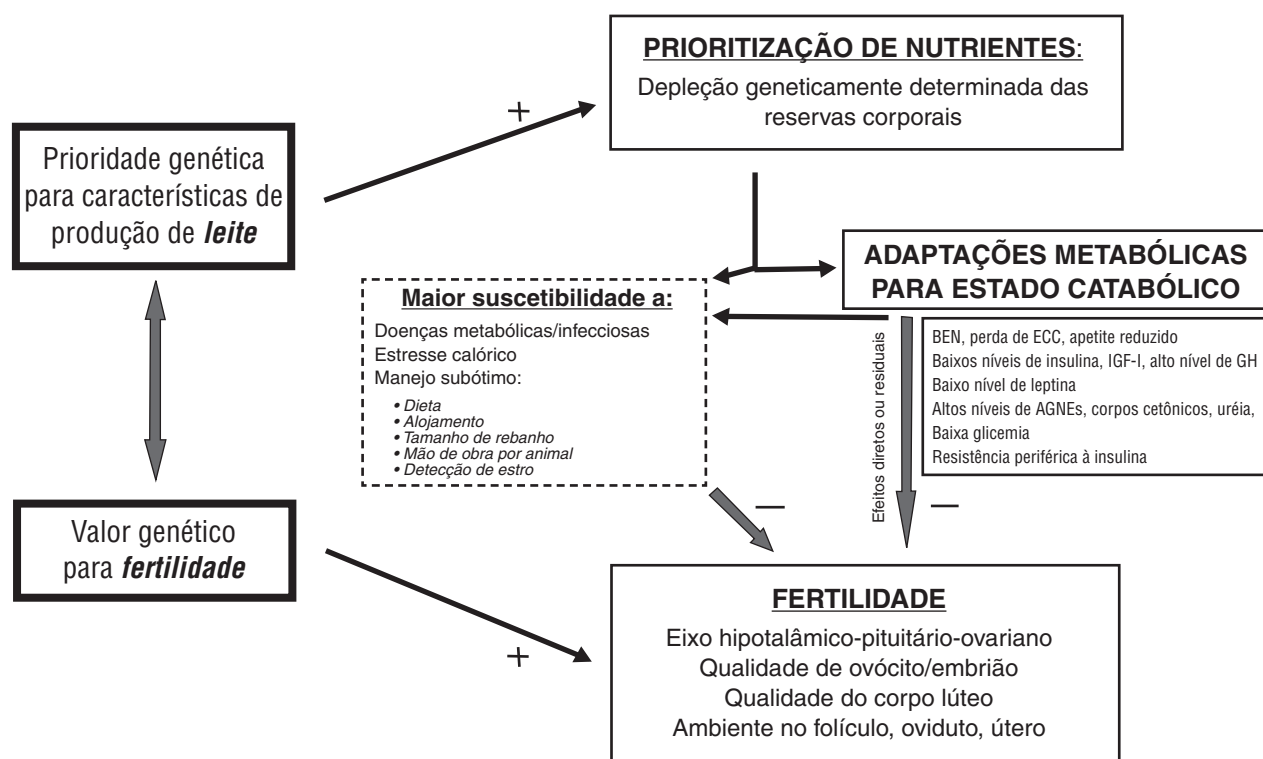 PRIORITIZAÇÃO DE NUTRIENTES:
Depleção geneticamente determinada das
reservas corporais
+
Prioridade genética
para características de
produção de leite
ADAPTAÇÕES METABÓLICAS
PARA ESTADO CATABÓLICO
Maior suscetibilidade a:
Doenças metabólicas/infecciosas
Estresse calórico
Manejo subótimo:
• Dieta
• Alojamento
• Tamanho de rebanho
• Mão de obra por animal
• Detecção de estro
Efeitos diretos ou residuais
BEN, perda de ECC, apetite reduzido
Baixos níveis de insulina, IGF-I, alto nível de GH
Baixo nível de leptina
Altos níveis de AGNEs, corpos cetônicos, uréia,
Baixa glicemia
Resistência periférica à insulina
—
—
Valor genético
para fertilidade
+
FERTILIDADE
Eixo hipotalâmico-pituitário-ovariano
Qualidade de ovócito/embrião
Qualidade do corpo lúteo
Ambiente no folículo, oviduto, útero